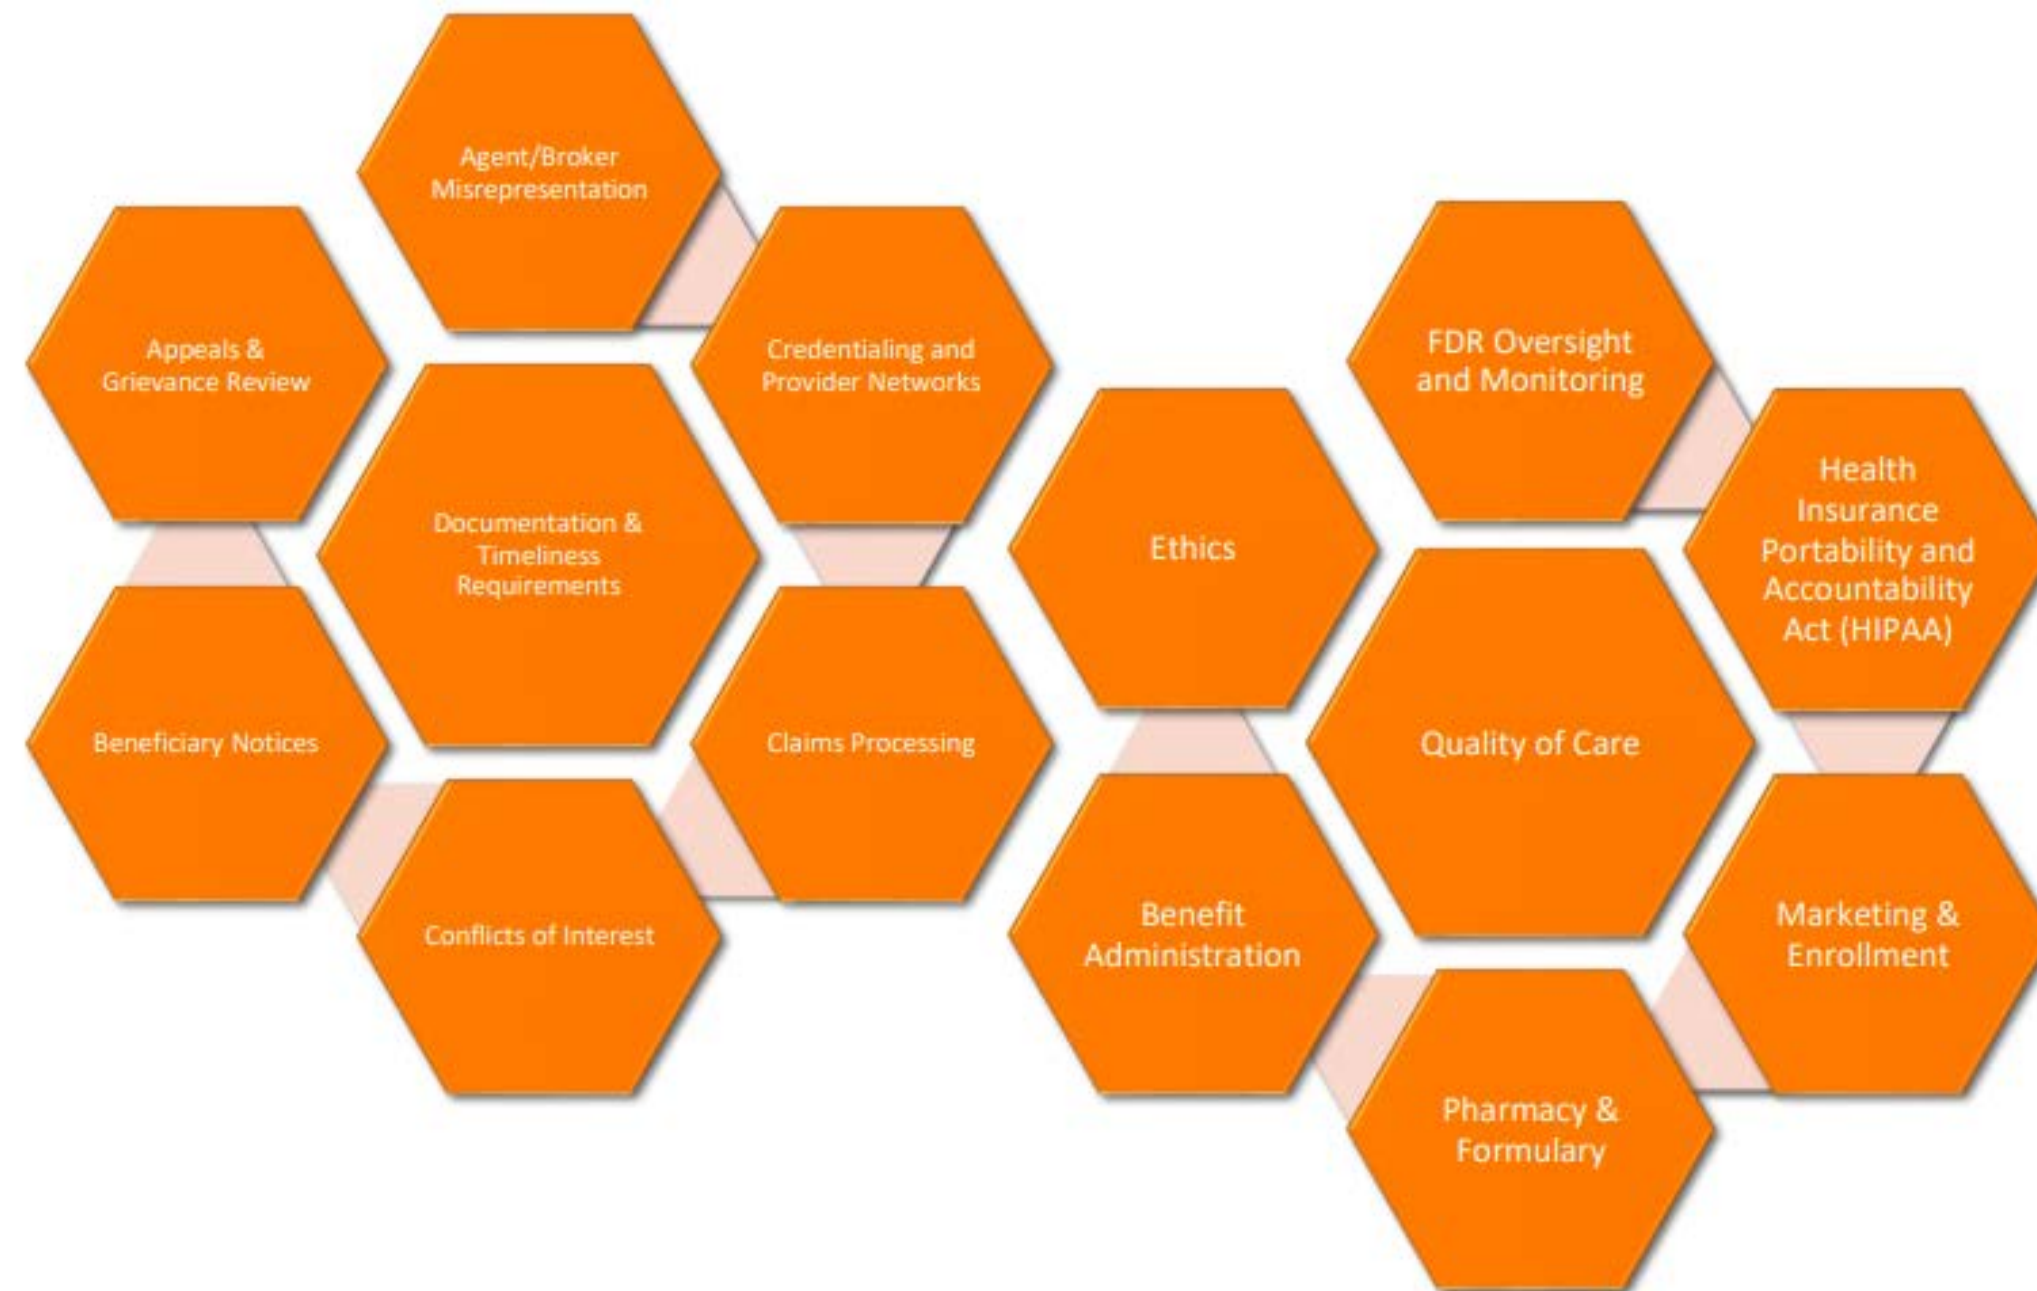 Agent/Broker
Misrepresentation
Appeals &
Grievance Review
Credentialing and
Provider Networks
Documentation &
Timeliness
Requirements
Beneficiary Notices
Claims Processing
Conflicts of Interest
FDR Oversight
and Monitoring
Ethics
Health
Insurance
Portability and
Accountability
Act (HIPAA)
Quality of Care
Benefit
Administration
Marketing &
Enrollment
Pharmacy &
Formulary